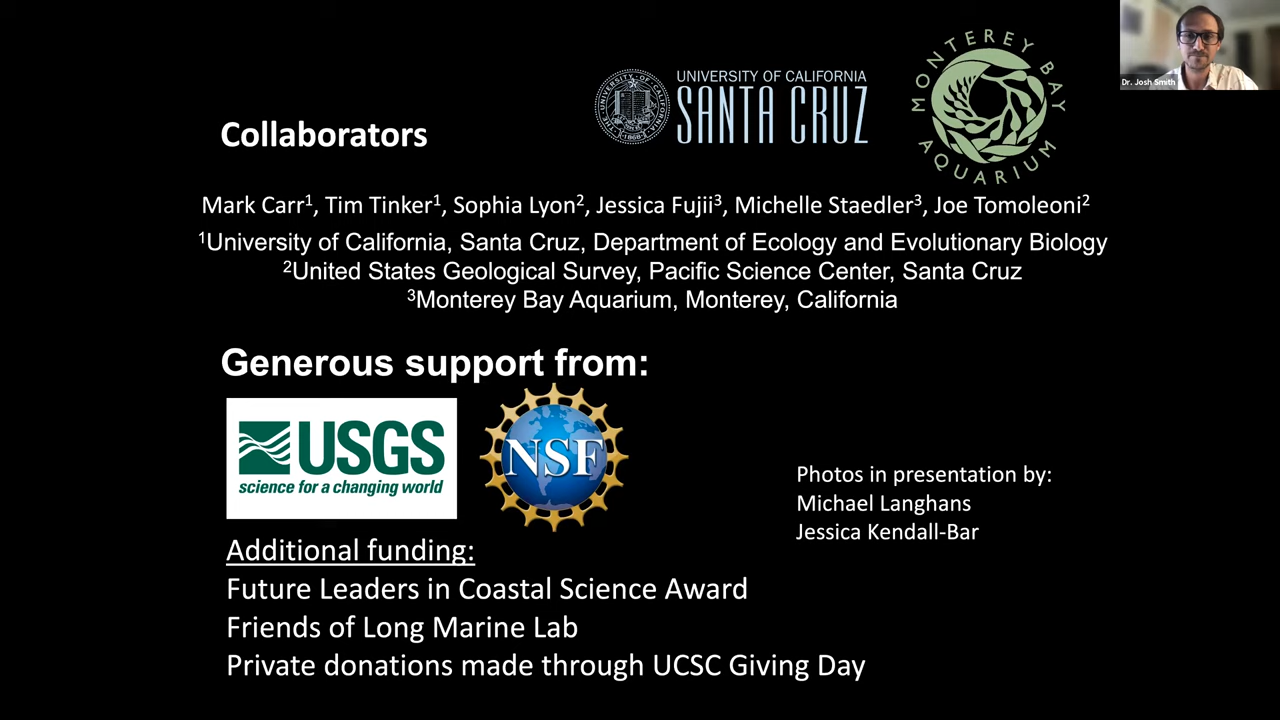 UNIVERSITY OF CALIFORNIA
SANTA CRUZ
MONTEREY BAY
AQUARIUM
Dr. Josh Smith
Collaborators
Mark Carr¹, Tim Tinker¹, Sophia Lyon², Jessica Fujii³, Michelle Staedler³, Joe Tomoleoni²
¹University of California, Santa Cruz, Department of Ecology and Evolutionary Biology
²United States Geological Survey, Pacific Science Center, Santa Cruz
³Monterey Bay Aquarium, Monterey, California
Generous support from:
USGS
science for a changing world
NSF
Photos in presentation by:
Michael Langhans
Jessica Kendall-Bar
Additional funding:
Future Leaders in Coastal Science Award
Friends of Long Marine Lab
Private donations made through UCSC Giving Day